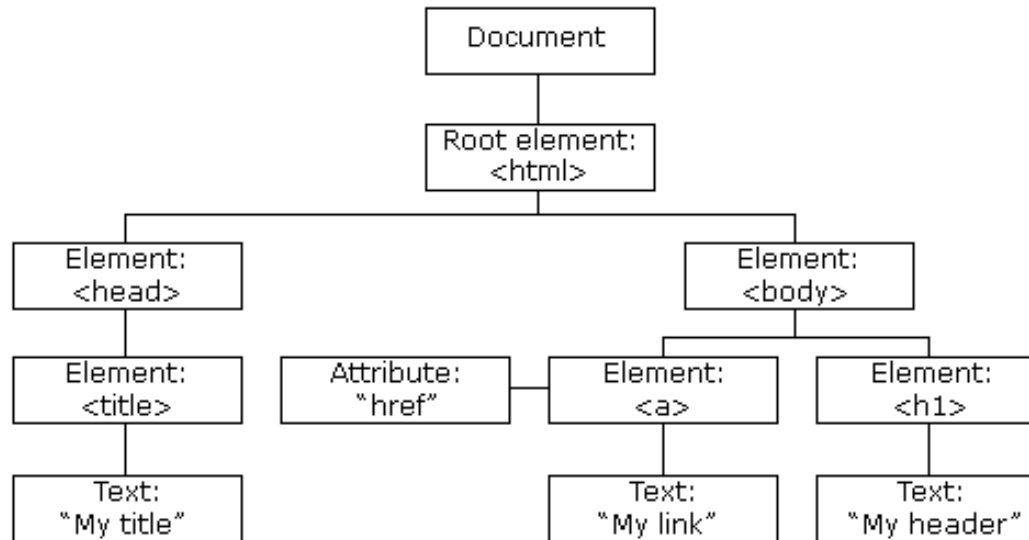 Document
Root element:
<html>
Element:
<head>
Element:
<body>
Element:
<title>
Attribute:
“href”
Element:
<a>
Element:
<h1>
Text:
“My title”
Text:
“My link”
Text:
“My header”